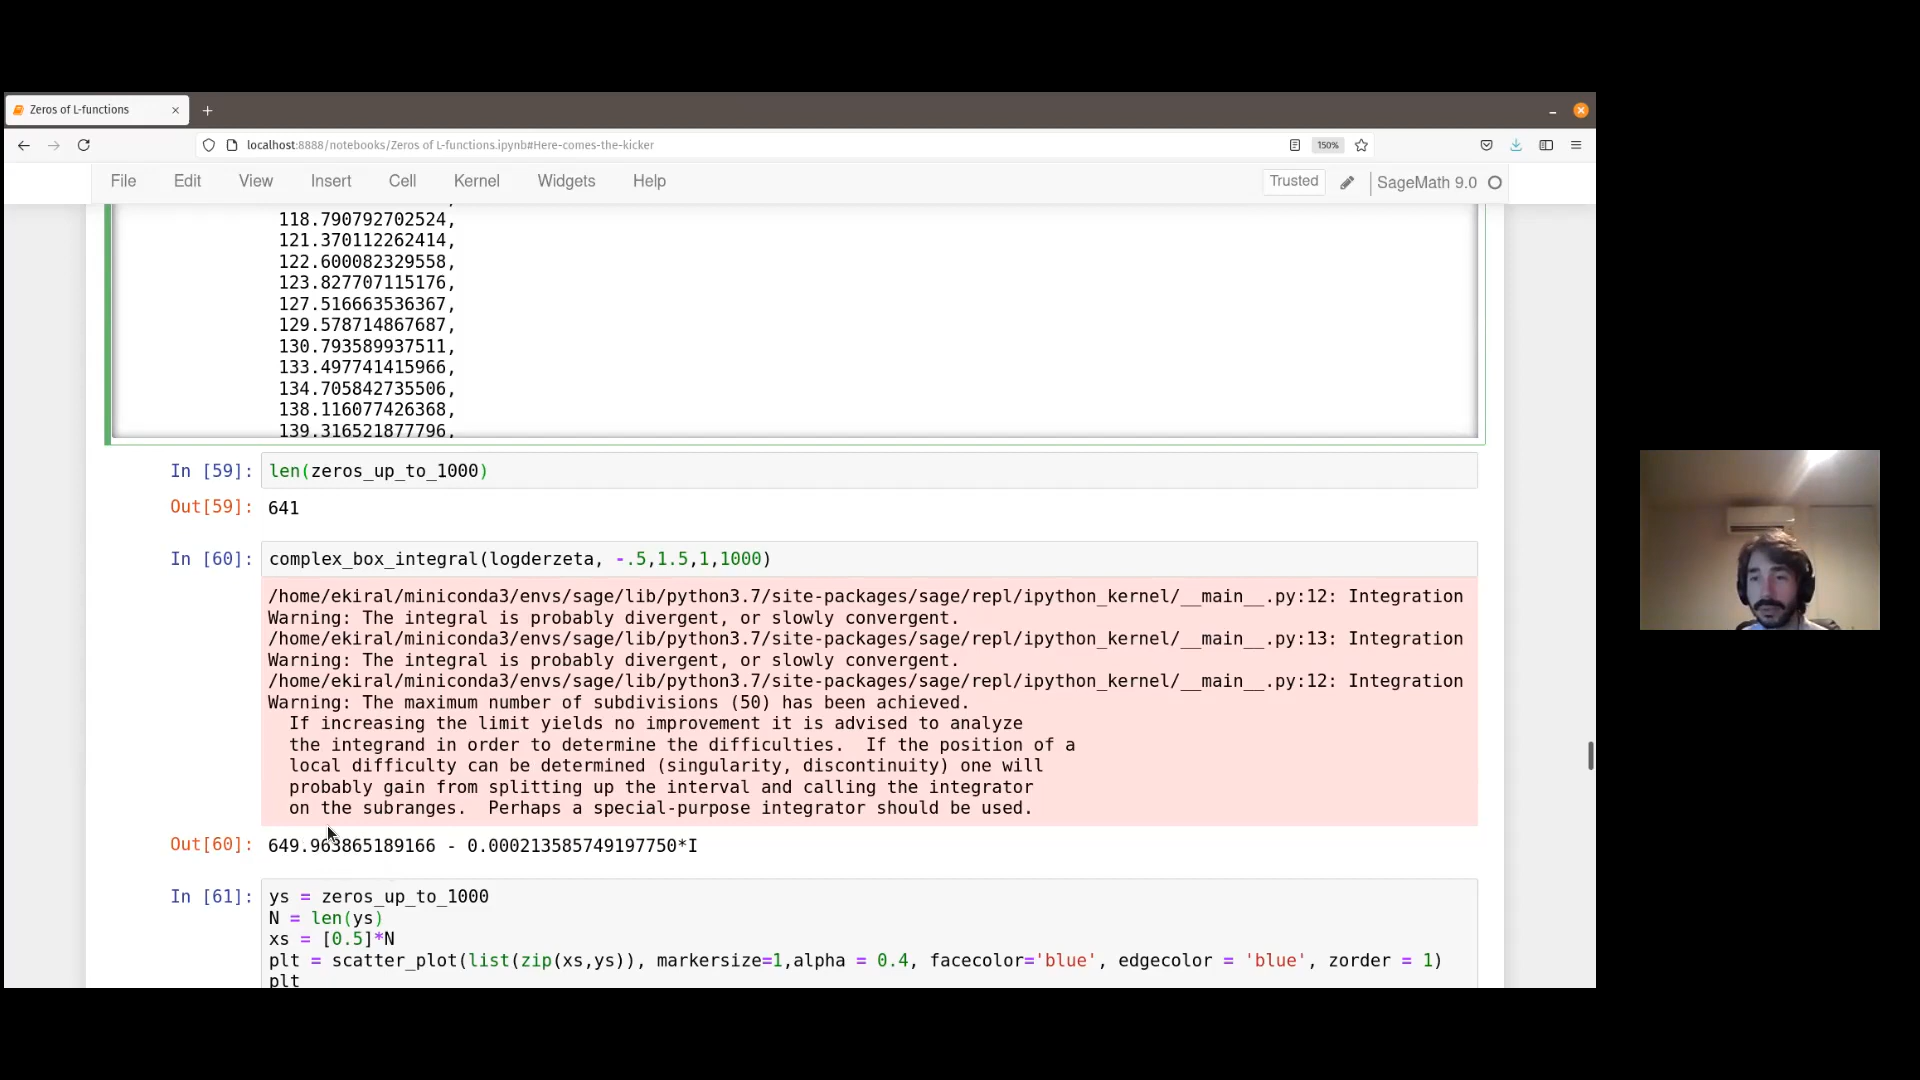 Zeros of L-functions
localhost:8888/notebooks/Zeros of L-functions.ipynb#Here-comes-the-kicker
150%
File Edit View Insert Cell Kernel Widgets Help
Trusted
SageMath 9.0
118.790792702524,
121.370112262414,
122.600082329558,
123.827707115176,
127.516663536367,
129.578714867687,
130.793589937511,
133.497741415966,
134.705842735506,
138.116077426368,
139.316521877796,
In [59]: len(zeros_up_to_1000)
Out[59]: 641
In [60]: complex_box_integral(logderzeta, -.5,1.5,1,1000)
/home/ekiral/miniconda3/envs/sage/lib/python3.7/site-packages/sage/repl/ipython_kernel/__main__.py:12: Integration
Warning: The integral is probably divergent, or slowly convergent.
/home/ekiral/miniconda3/envs/sage/lib/python3.7/site-packages/sage/repl/ipython_kernel/__main__.py:13: Integration
Warning: The integral is probably divergent, or slowly convergent.
/home/ekiral/miniconda3/envs/sage/lib/python3.7/site-packages/sage/repl/ipython_kernel/__main__.py:12: Integration
Warning: The maximum number of subdivisions (50) has been achieved.
If increasing the limit yields no improvement it is advised to analyze
the integrand in order to determine the difficulties.  If the position of a
local difficulty can be determined (singularity, discontinuity) one will
probably gain from splitting up the interval and calling the integrator
on the subranges.  Perhaps a special-purpose integrator should be used.
Out[60]: 649.963865189166 - 0.000213585749197750*I
In [61]: ys = zeros_up_to_1000
N = len(ys)
xs = [0.5]*N
plt = scatter_plot(list(zip(xs,ys)), markersize=1,alpha = 0.4, facecolor='blue', edgecolor = 'blue', zorder = 1)
plt